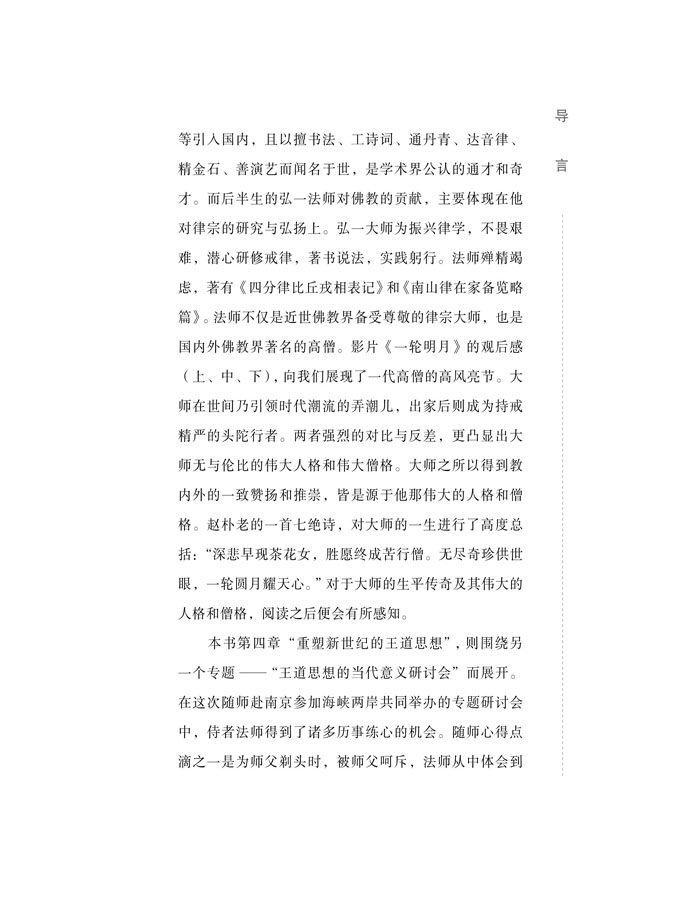 导
言
等引入国内，且以擅书法、工诗词、通丹青、达音律、
精金石、善演艺而闻名于世，是学术界公认的通才和奇
才。而后半生的弘一法师对佛教的贡献，主要体现在他
对律宗的研究与弘扬上。弘一大师为振兴律学，不畏艰
难，潜心研修戒律，著书说法，实践躬行。法师殚精竭
虑，著有《四分律比丘戎相表记》和《南山律在家备览略
篇》。法师不仅是近世佛教界备受尊敬的律宗大师，也是
国内外佛教界著名的高僧。影片《一轮明月》的观后感
（上、中、下），向我们展现了一代高僧的高风亮节。大
师在世间乃引领时代潮流的弄潮儿，出家后则成为持戒
精严的头陀行者。两者强烈的对比与反差，更凸显出大
师无与伦比的伟大人格和伟大僧格。大师之所以得到教
内外的一致赞扬和推崇，皆是源于他那伟大的人格和僧
格。赵朴老的一首七绝诗，对大师的一生进行了高度总
括：“深悲早现茶花女，胜愿终成苦行僧。无尽奇珍供世
眼，一轮圆月耀天心。”对于大师的生平传奇及其伟大的
人格和僧格，阅读之后便会有所感知。
本书第四章“重塑新世纪的王道思想”，则围绕另
一个专题——“王道思想的当代意义研讨会”而展开。
在这次随师赴南京参加海峡两岸共同举办的专题研讨会
中，侍者法师得到了诸多历事练心的机会。随师心得点
滴之一是为师父剃头时，被师父呵斥，法师从中体会到